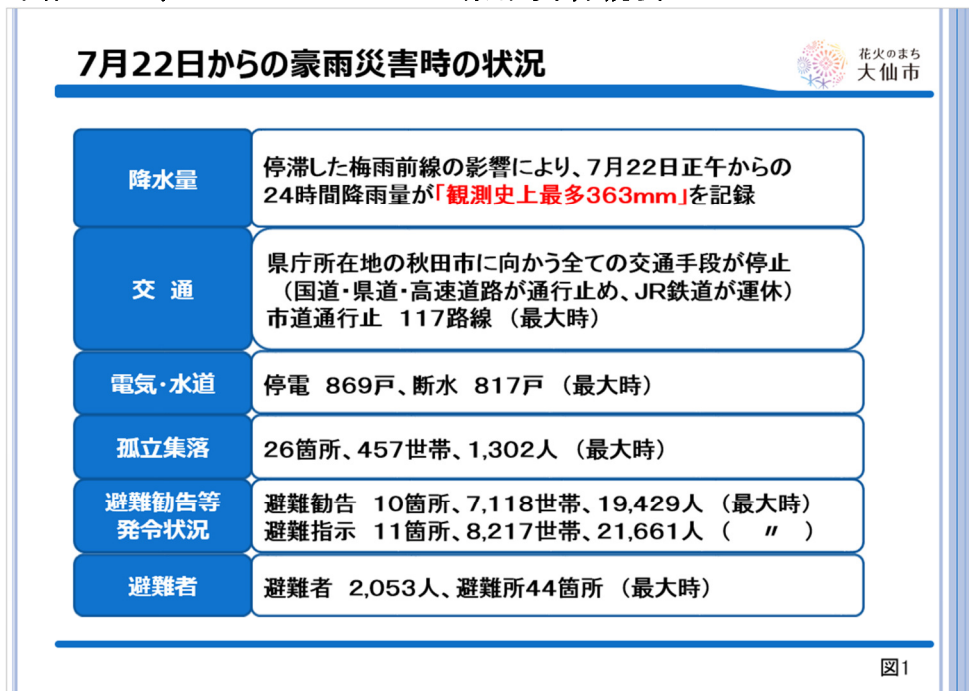 7月22日からの豪雨災害時の状況
花火のまち
大仙市
降水量
停滞した梅雨前線の影響により、7月22日正午からの
24時間降雨量が「観測史上最多363mm」を記録
交 通
県庁所在地の秋田市に向かう全ての交通手段が停止
（国道・県道・高速道路が通行止め、JR鉄道が運休）
市道通行止 117路線 （最大時）
電気・水道
停電 869戸、断水 817戸 （最大時）
孤立集落
26箇所、457世帯、1,302人 （最大時）
避難勧告等
発令状況
避難勧告 10箇所、7,118世帯、19,429人 （最大時）
避難指示 11箇所、8,217世帯、21,661人 （ 〃 ）
避難者
避難者 2,053人、避難所44箇所 （最大時）
図1